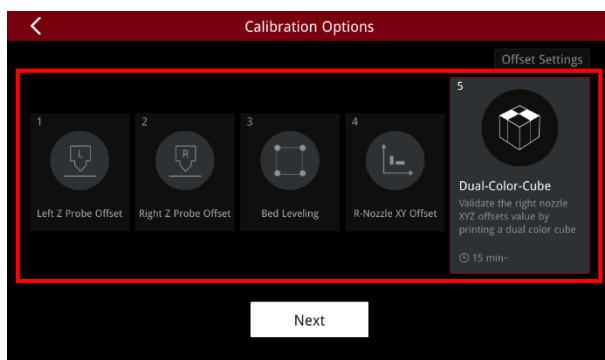 Calibration Options
Offset Settings
1
Left Z Probe Offset
L
2
Right Z Probe Offset
R
3
Bed Leveling
4
R-Nozzle XY Offset
5
Dual-Color-Cube
Validate the right nozzle
XYZ offsets value by
printing a dual color cube
15 min~
Next